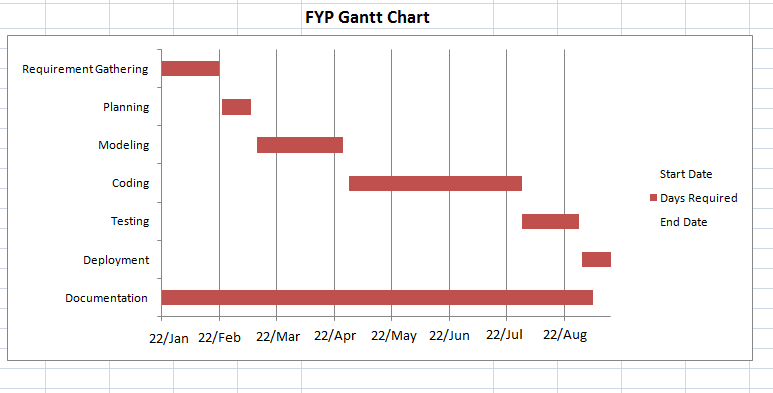 FYP Gantt Chart
Requirement Gathering
Planning
Modeling
Coding
Testing
Deployment
Documentation
22/Jan 22/Feb 22/Mar 22/Apr 22/May 22/Jun 22/Jul 22/Aug
Start Date
Days Required
End Date